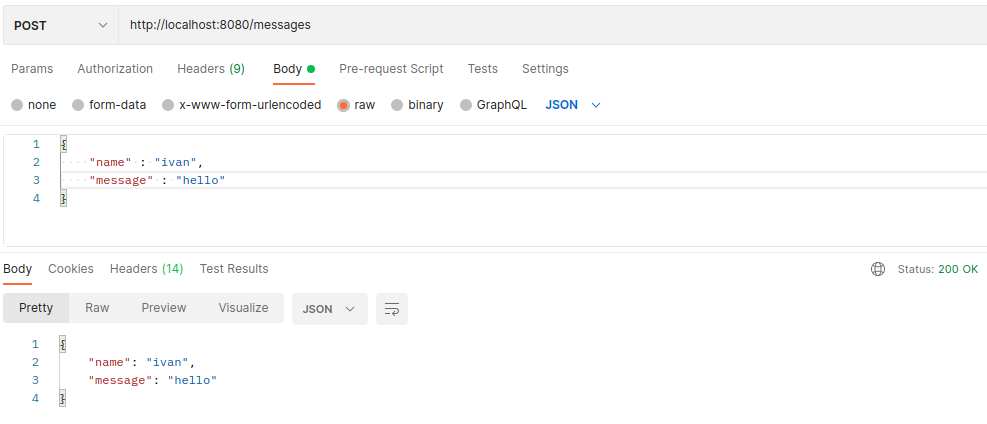 POST http://localhost:8080/messages
Params Authorization Headers (9) Body Pre-request Script Tests Settings
none form-data x-www-form-urlencoded raw binary GraphQL JSON
1 {
2 "name" : "ivan",
3 "message" : "hello"
4 }
Body Cookies Headers (14) Test Results Status: 200 OK
Pretty Raw Preview Visualize JSON
1 {
2 "name": "ivan",
3 "message": "hello"
4 }